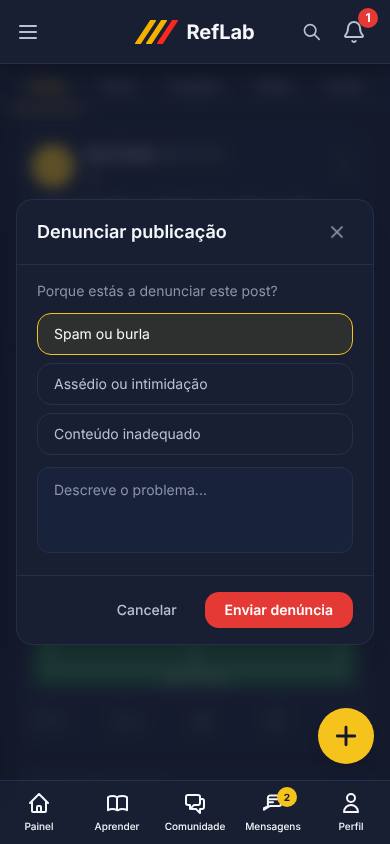 RefLab
1
Denunciar publicação
Porque estás a denunciar este post?
Spam ou burla
Assédio ou intimidação
Conteúdo inadequado
Descreve o problema...
Cancelar
Enviar denúncia
2
Painel
Aprender
Comunidade
Mensagens
Perfil